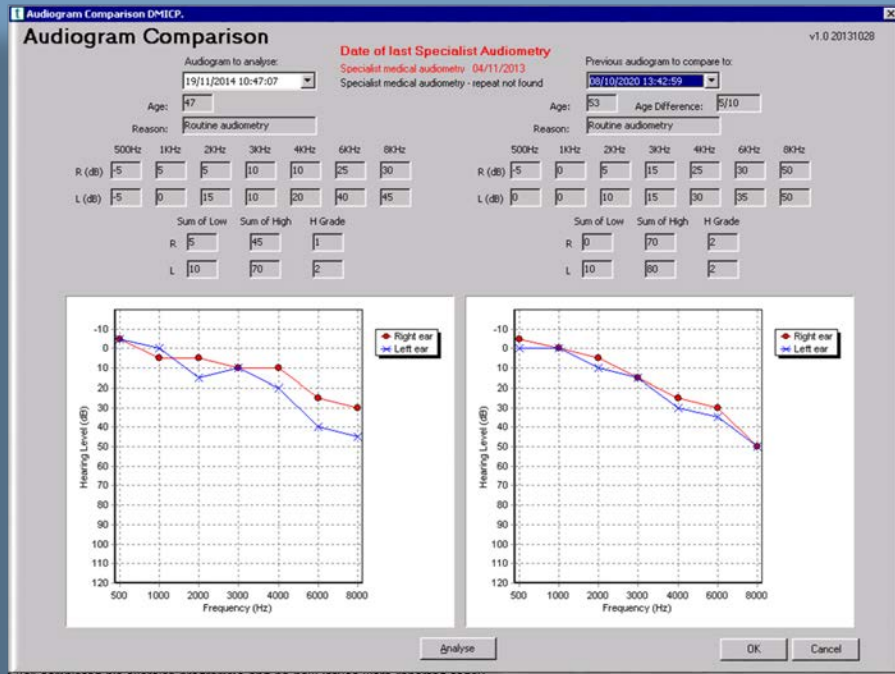 Audiogram Comparison DMICP.
Audiogram Comparison
v1.0 20131028
Date of last Specialist Audiometry
Specialist medical audiometry 04/11/2013
Specialist medical audiometry - repeat not found
Audiogram to analyse:
19/11/2014 10:47:07
Age: 47
Reason: Routine audiometry
500Hz 1KHz 2KHz 3KHz 4KHz 6KHz 8KHz
R (dB) -5 5 5 10 10 25 30
L (dB) -5 0 15 10 20 40 45
Sum of Low Sum of High H Grade
R 5 45 1
L 10 70 2
Previous audiogram to compare to:
08/10/2020 13:42:59
Age: 53 Age Difference: 5/10
Reason: Routine audiometry
500Hz 1KHz 2KHz 3KHz 4KHz 6KHz 8KHz
R (dB) -5 0 5 15 25 30 50
L (dB) 0 0 10 15 30 35 50
Sum of Low Sum of High H Grade
R 0 70 2
L 10 80 2
Hearing Level (dB)
-10
0
10
20
30
40
50
60
70
80
90
100
110
120
500 1000 2000 3000 4000 6000 8000
Frequency (Hz)
Right ear
Left ear
Hearing Level (dB)
-10
0
10
20
30
40
50
60
70
80
90
100
110
120
500 1000 2000 3000 4000 6000 8000
Frequency (Hz)
Right ear
Left ear
Analyse
OK
Cancel